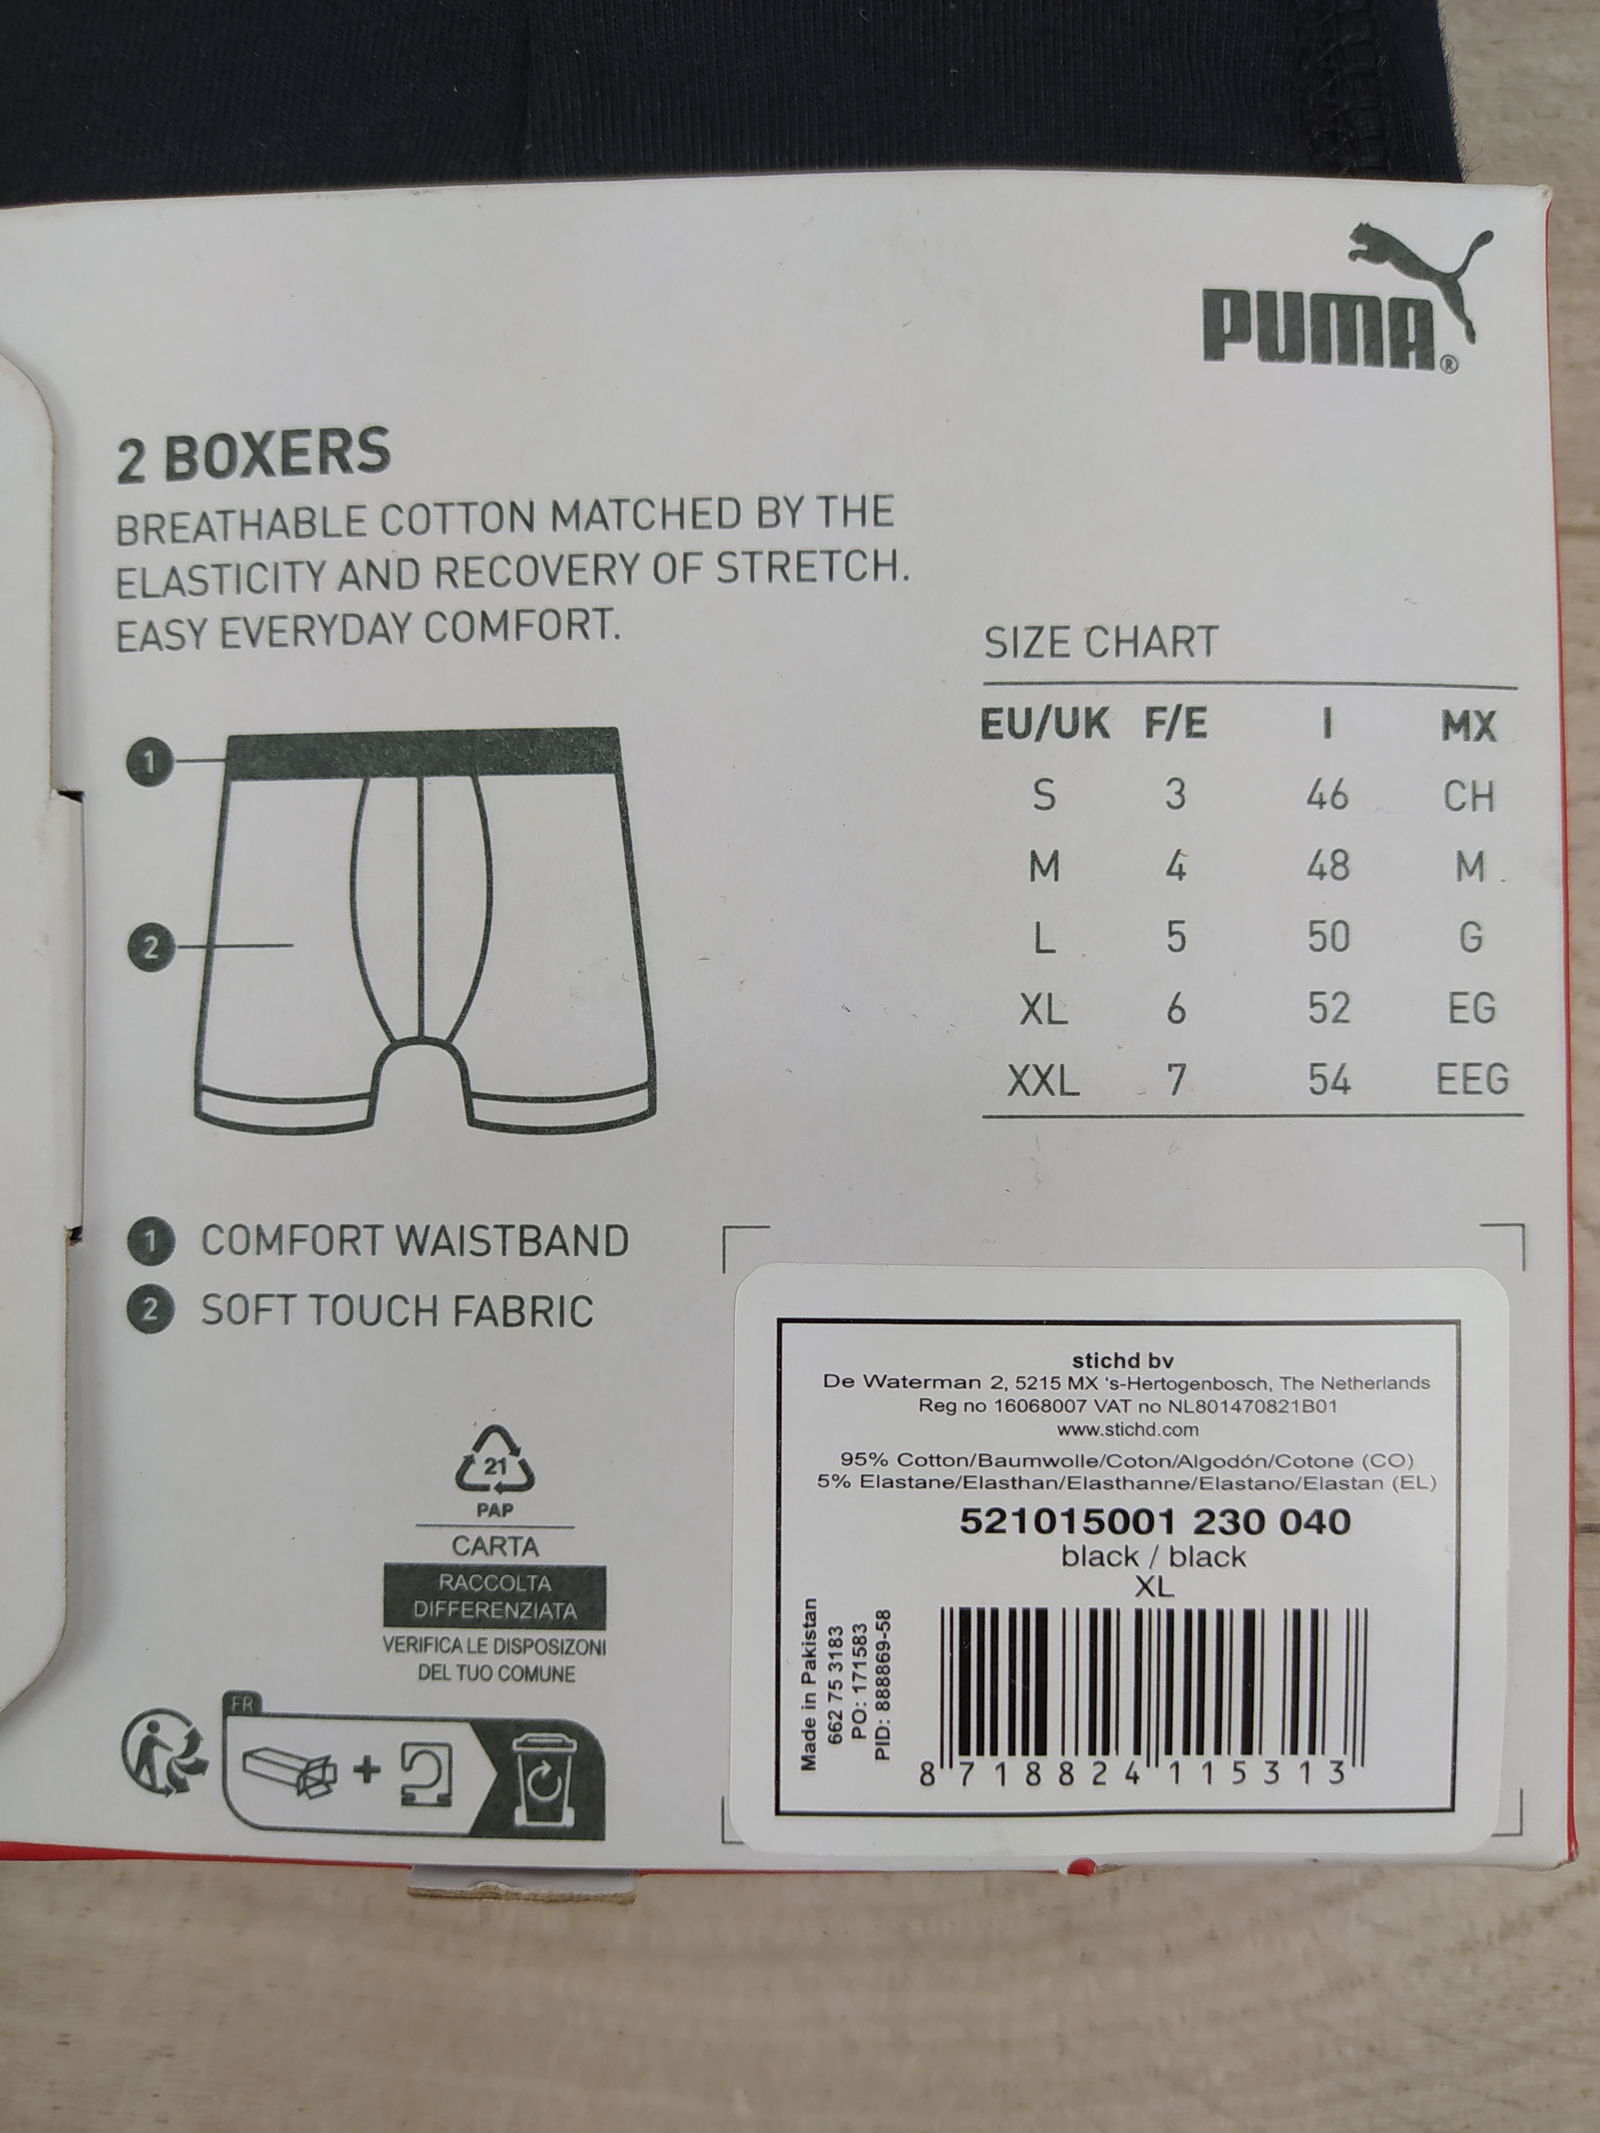 PUMA®
2 BOXERS
BREATHABLE COTTON MATCHED BY THE
ELASTICITY AND RECOVERY OF STRETCH.
EASY EVERYDAY COMFORT.
SIZE CHART
EU/UK F/E I MX
S 3 46 CH
M 4 48 M
L 5 50 G
XL 6 52 EG
XXL 7 54 EEG
1
2
1 COMFORT WAISTBAND
2 SOFT TOUCH FABRIC
21
PAP
CARTA
RACCOLTA
DIFFERENZIATA
VERIFICA LE DISPOSIZONI
DEL TUO COMUNE
FR
+
stichd bv
De Waterman 2, 5215 MX 's-Hertogenbosch, The Netherlands
Reg no 16068007 VAT no NL801470821B01
www.stichd.com
95% Cotton/Baumwolle/Coton/Algodón/Cotone (CO)
5% Elastane/Elasthan/Elasthanne/Elastano/Elastan (EL)
521015001 230 040
black / black
XL
Made in Pakistan
662 75 3183
PO: 171583
PID: 888869-58
8 718824 115313